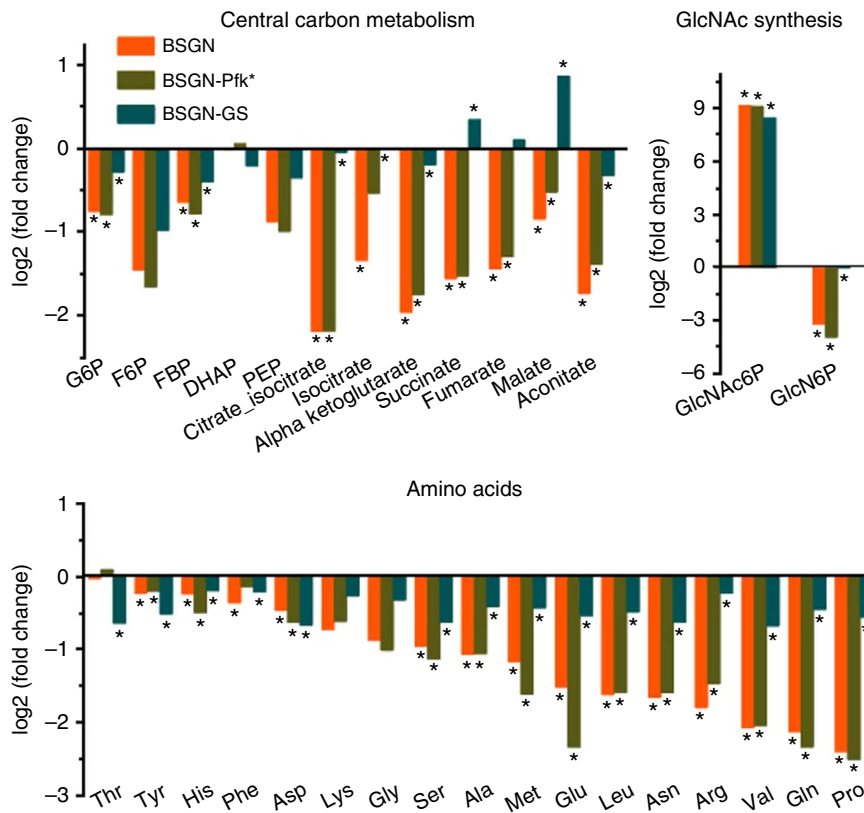 Central carbon metabolism
GlcNAc synthesis
BSGN
BSGN-Pfk*
BSGN-GS
log2 (fold change)
1
0
−1
−2
* * * * * * * * * * * * * * * * * * * * * * *
G6P
F6P
FBP
DHAP
PEP
Citrate_isocitrate
Isocitrate
Alpha ketoglutarate
Succinate
Fumarate
Malate
Aconitate
log2 (fold change)
9
6
3
0
−3
−6
* * * * *
GlcNAc6P
GlcN6P
Amino acids
log2 (fold change)
1
0
−1
−2
−3
Thr
Tyr
His
Phe
Asp
Lys
Gly
Ser
Ala
Met
Glu
Leu
Asn
Arg
Val
Gln
Pro